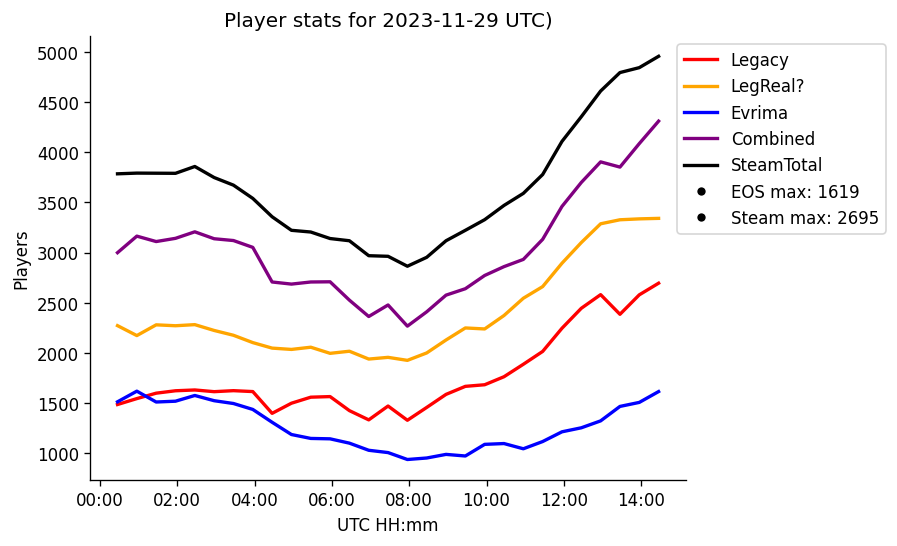 Player stats for 2023-11-29 UTC)
5000
4500
4000
3500
3000
2500
2000
1500
1000
Players
00:00 02:00 04:00 06:00 08:00 10:00 12:00 14:00
UTC HH:mm
Legacy
LegReal?
Evrima
Combined
SteamTotal
EOS max: 1619
Steam max: 2695